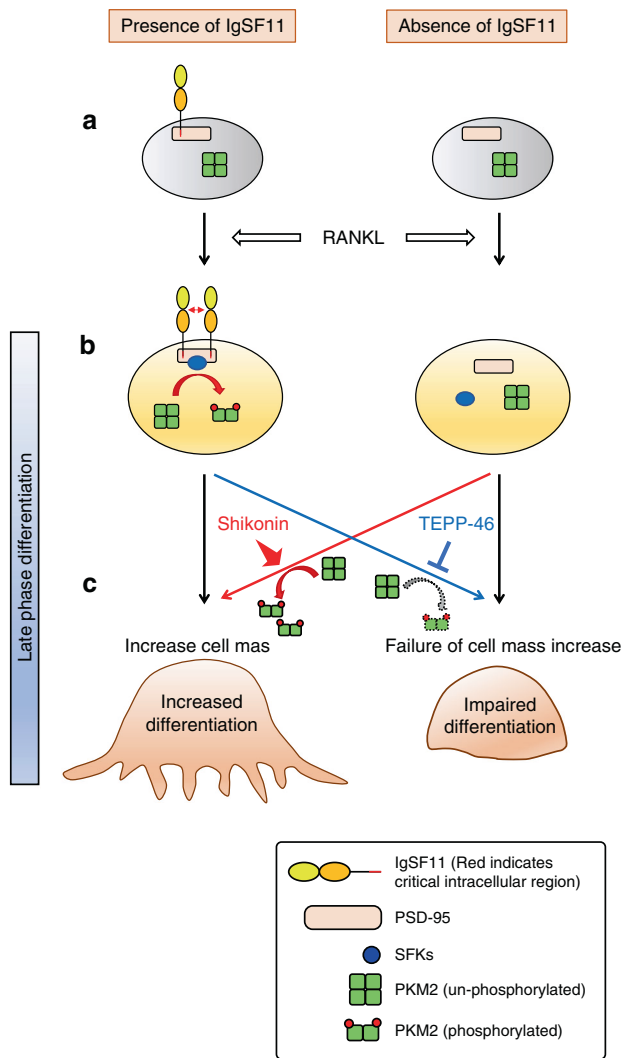 Presence of IgSF11
Absence of IgSF11
a
RANKL
b
Late phase differentiation
Shikonin
TEPP-46
c
Increase cell mas
Failure of cell mass increase
Increased
differentiation
Impaired
differentiation
IgSF11 (Red indicates
critical intracellular region)
PSD-95
SFKs
PKM2 (un-phosphorylated)
PKM2 (phosphorylated)